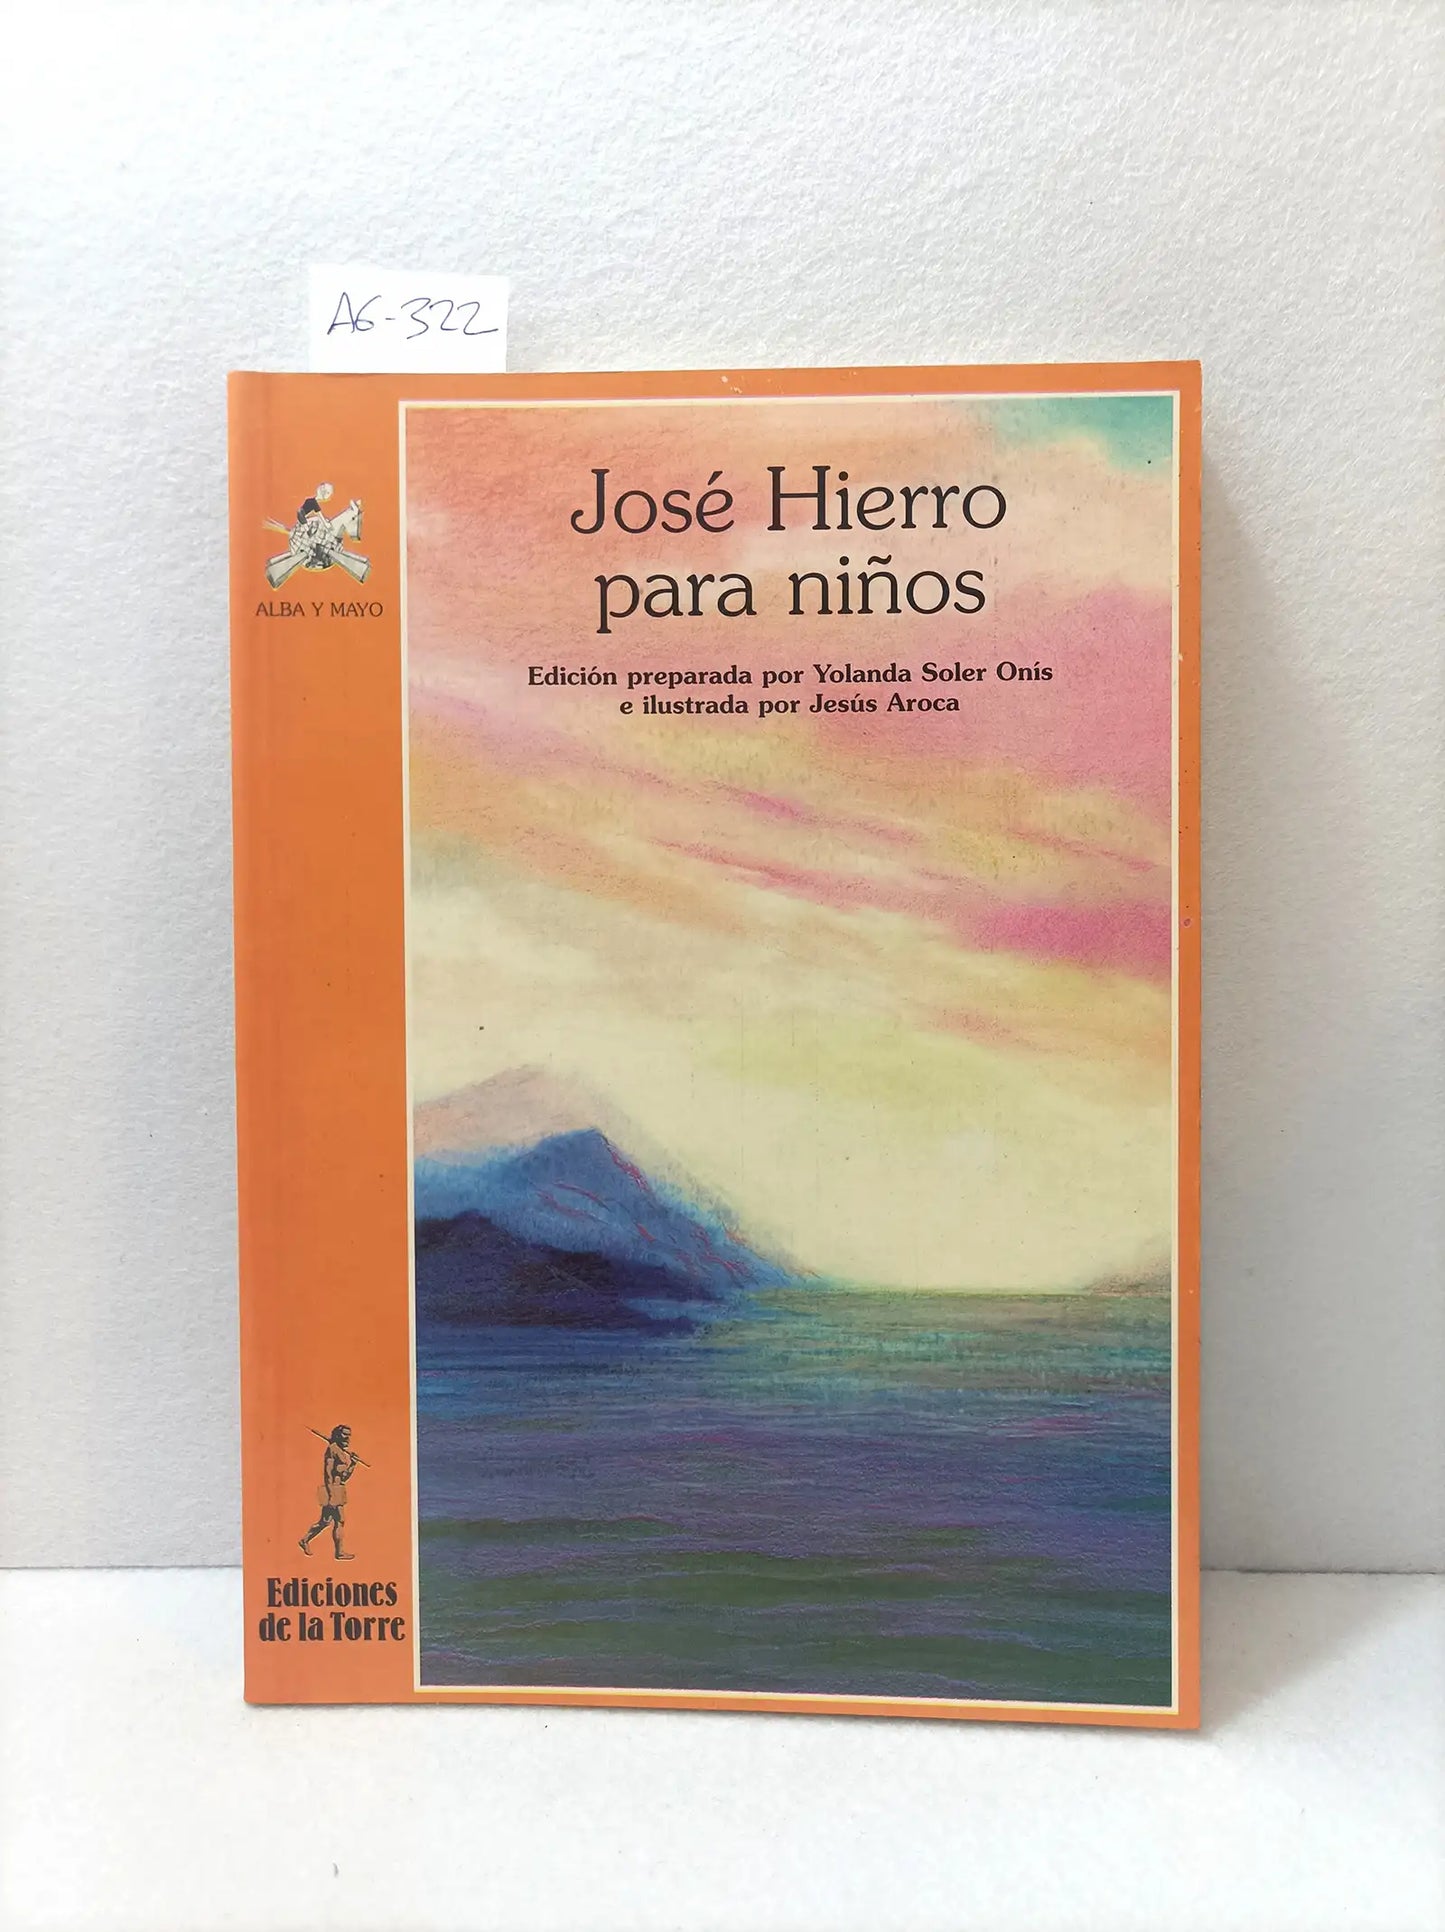 A6-322
José Hierro
para niños
Edición preparada por Yolanda Soler Onís
e ilustrada por Jesús Aroca
ALBA Y MAYO
Ediciones
de la Torre